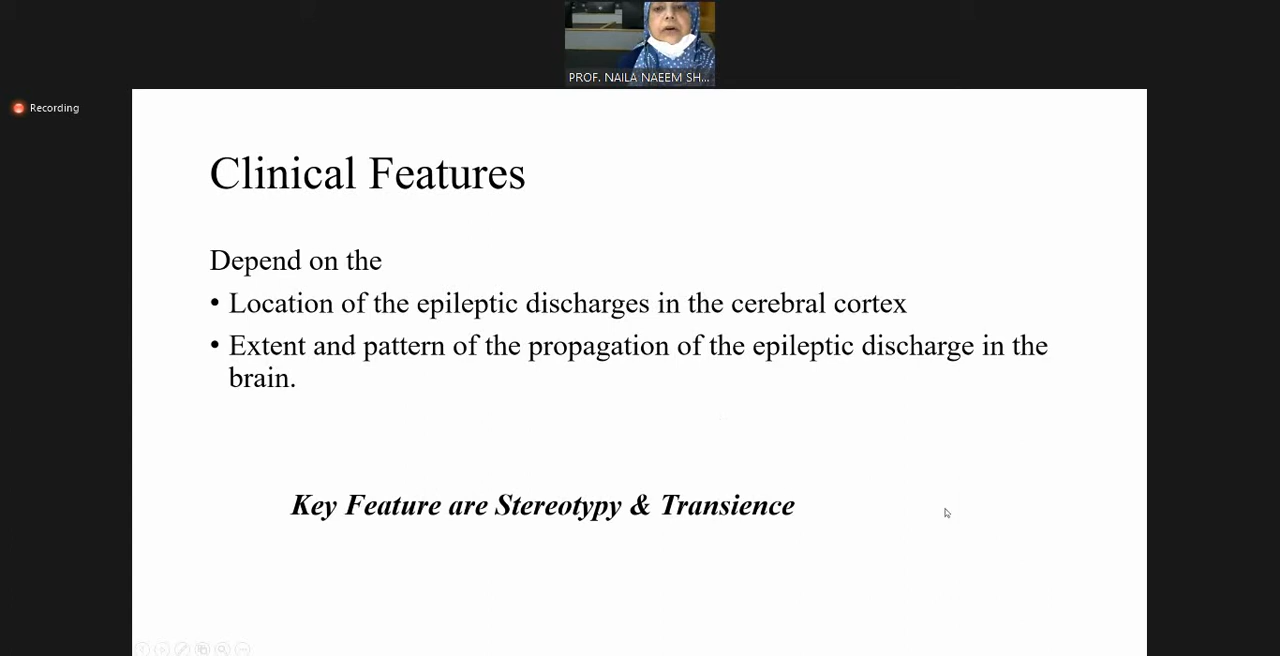 PROF. NAILA NAEEM SH...
Recording
Clinical Features
Depend on the
• Location of the epileptic discharges in the cerebral cortex
• Extent and pattern of the propagation of the epileptic discharge in the
brain.
Key Feature are Stereotypy & Transience